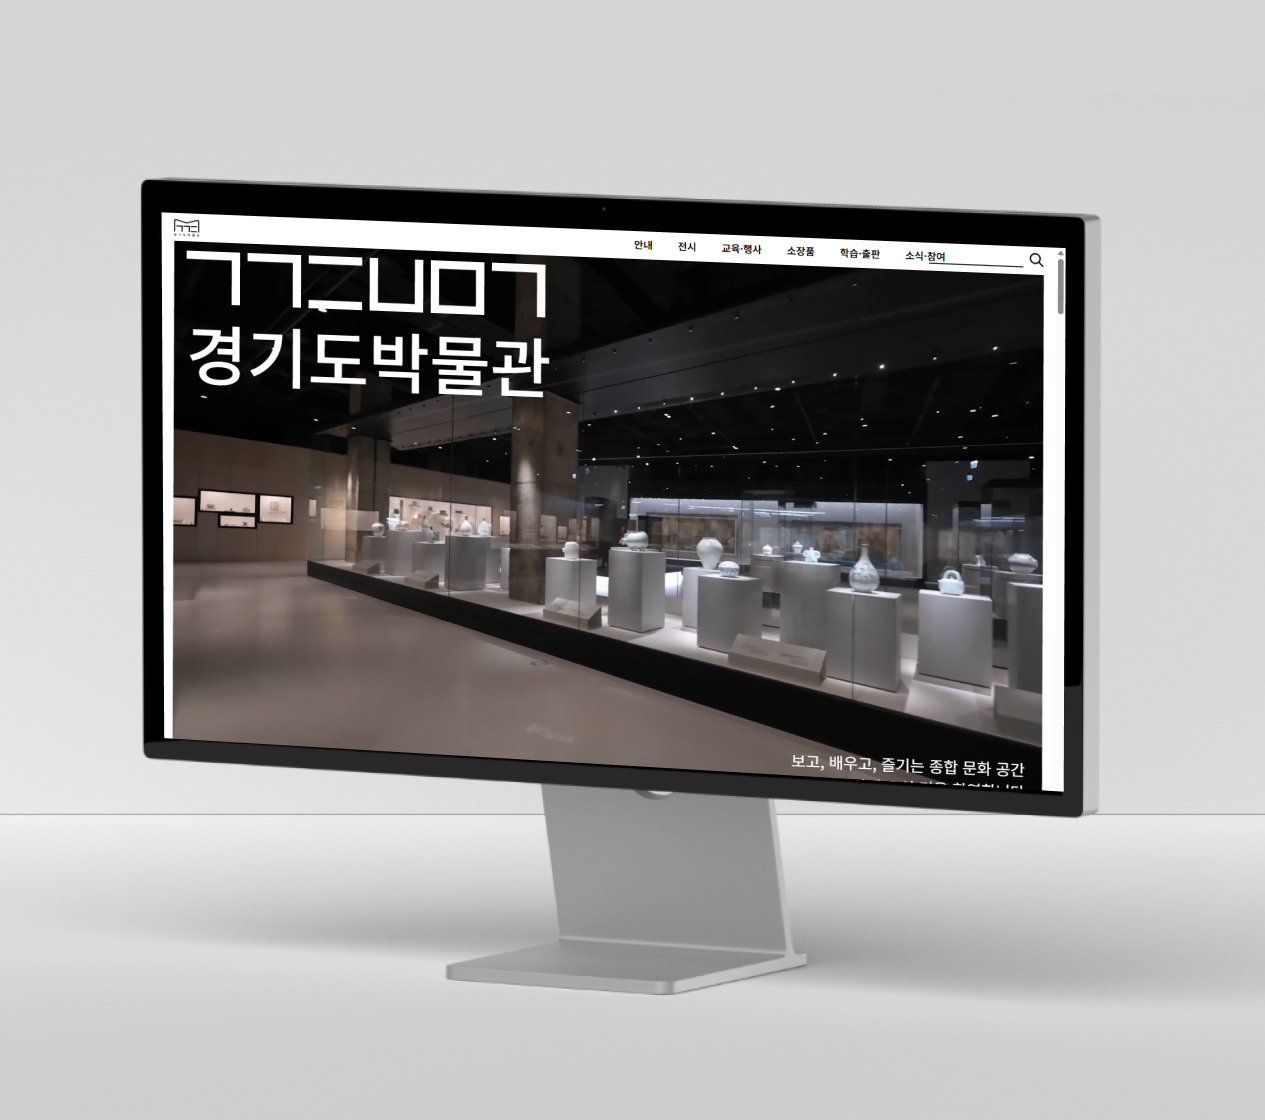 안내 전시 교육·행사 소장품 학습·출판 소식·참여
ㄱㄱㄷㅂㅁㄱ
경기도박물관
보고, 배우고, 즐기는 종합 문화 공간